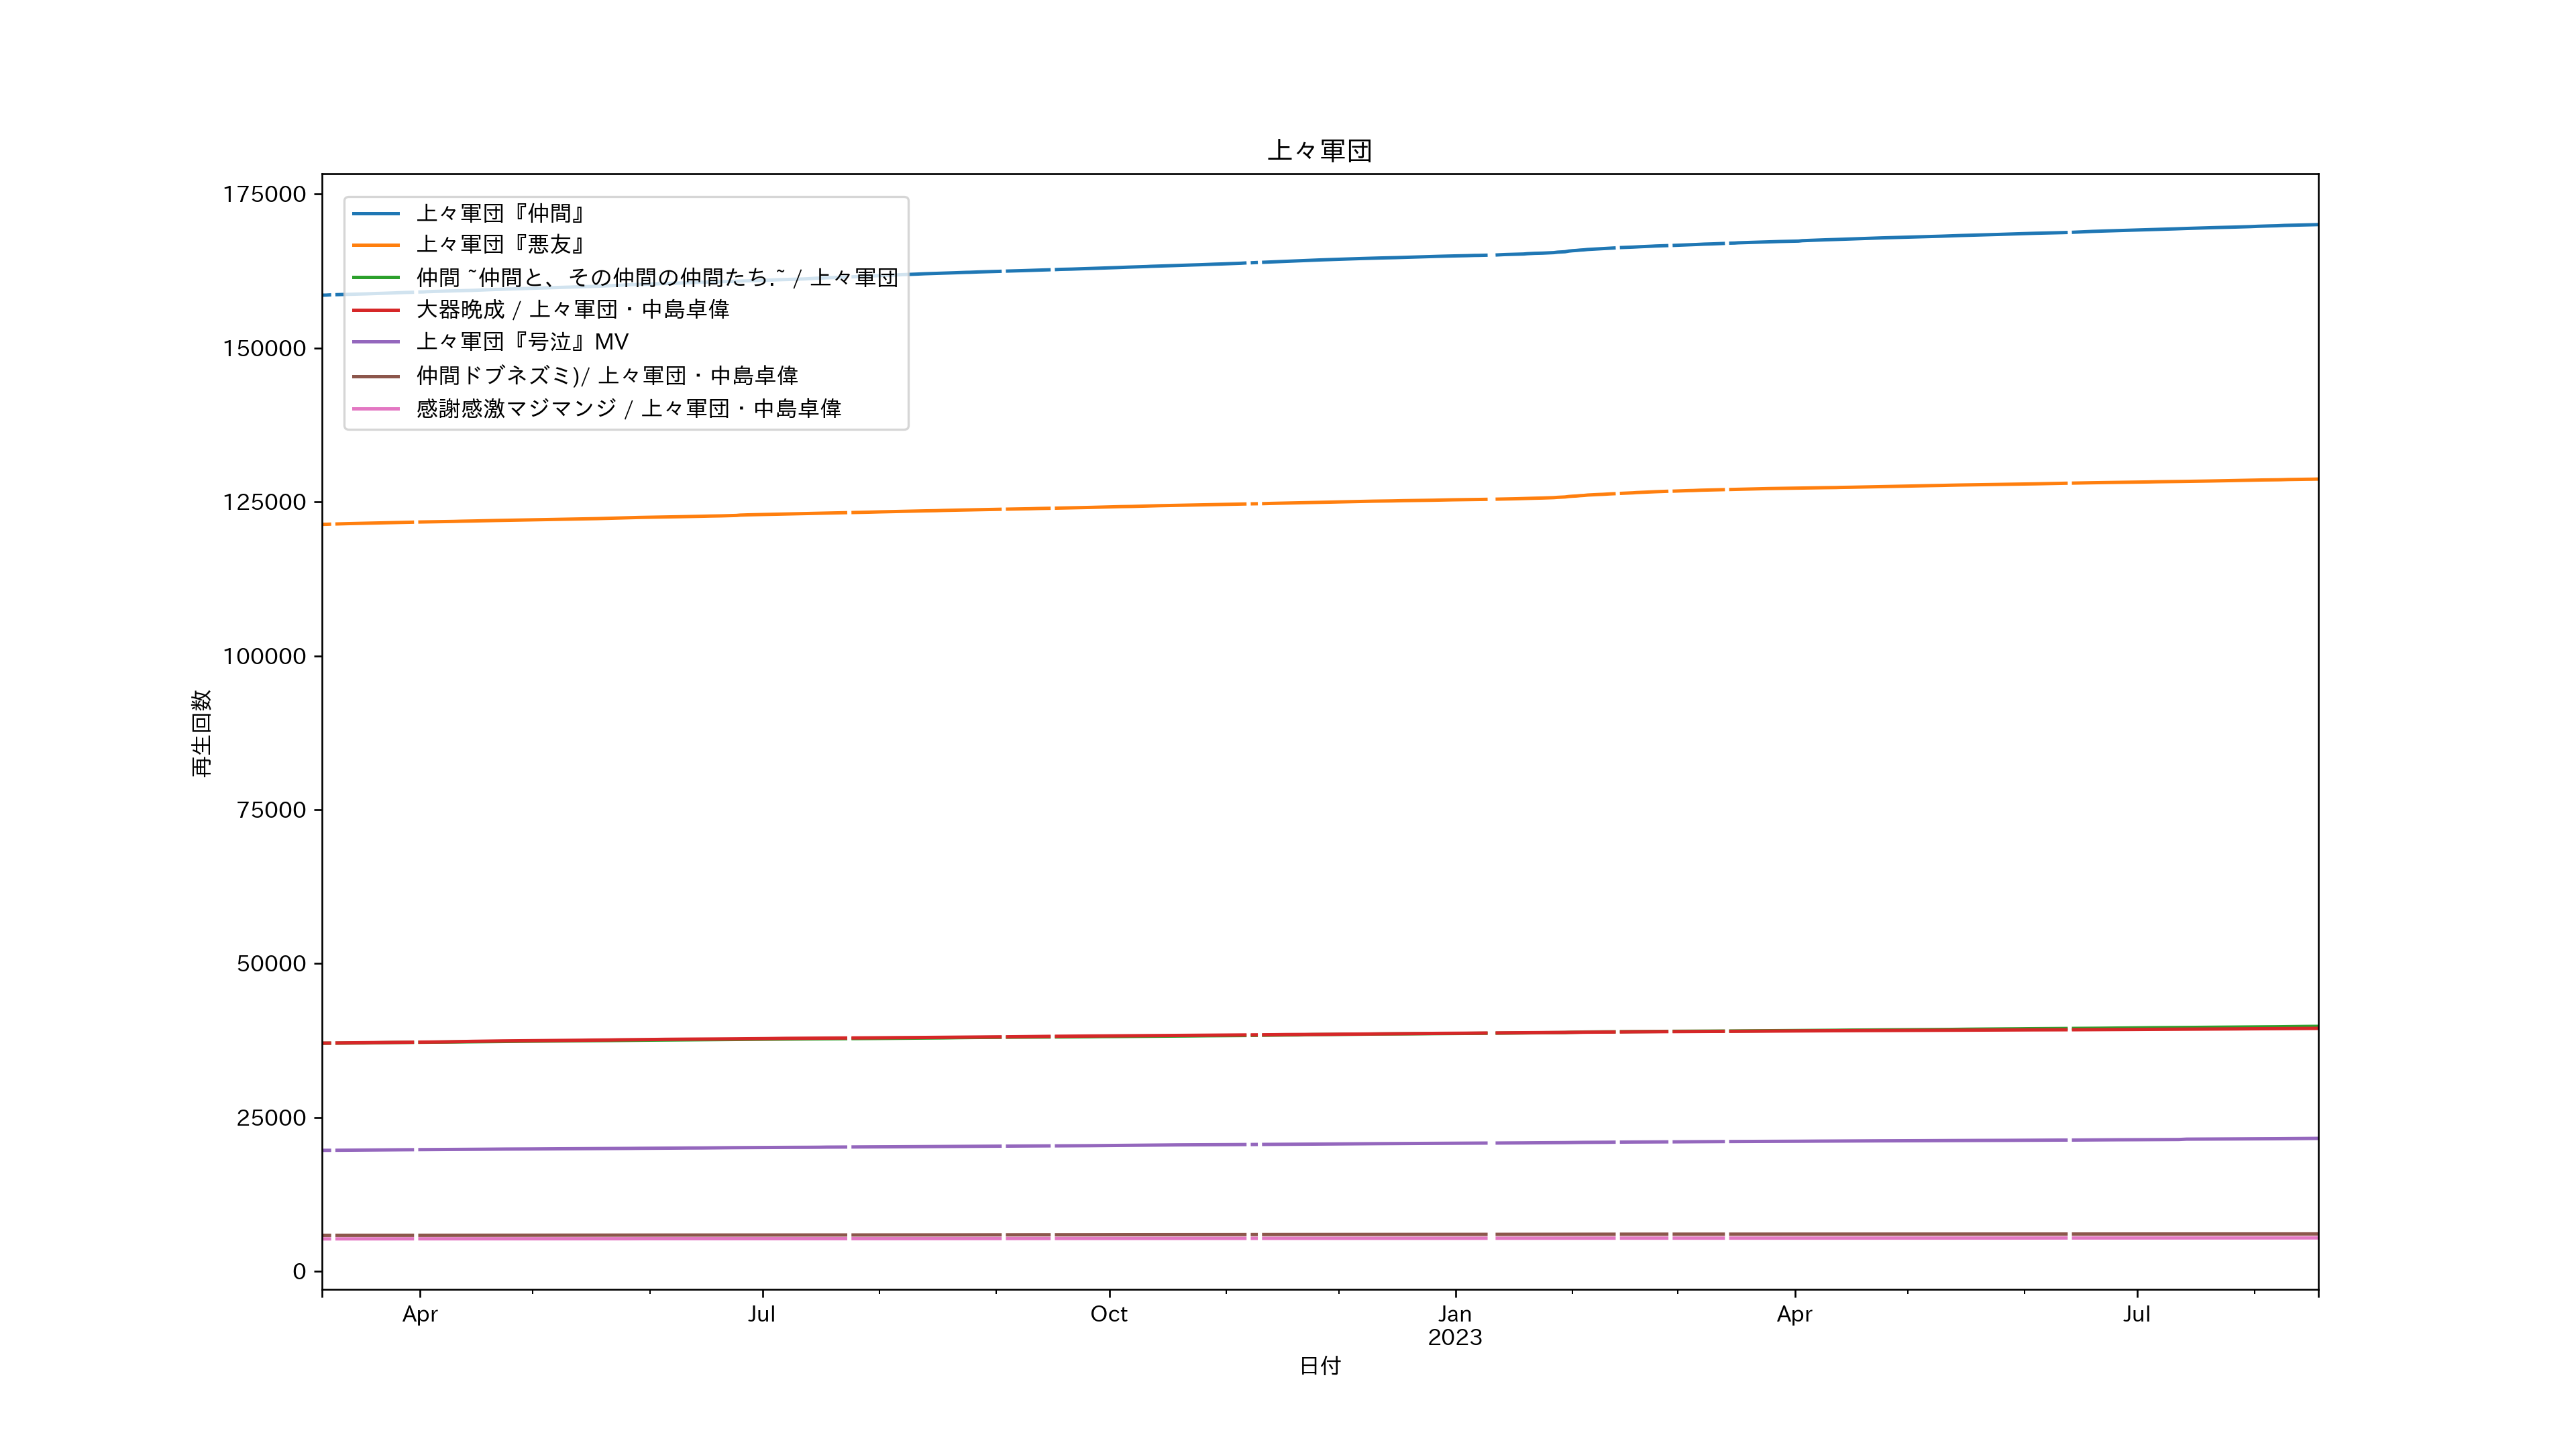 上々軍団
175000
150000
125000
100000
75000
50000
25000
0
再生回数
上々軍団『仲間』
上々軍団『悪友』
仲間 ~仲間と、その仲間の仲間たち.~ / 上々軍団
大器晩成 / 上々軍団・中島卓偉
上々軍団『号泣』MV
仲間ドブネズミ)/ 上々軍団・中島卓偉
感謝感激マジマンジ / 上々軍団・中島卓偉
Apr Jul Oct Jan Apr Jul
2023
日付